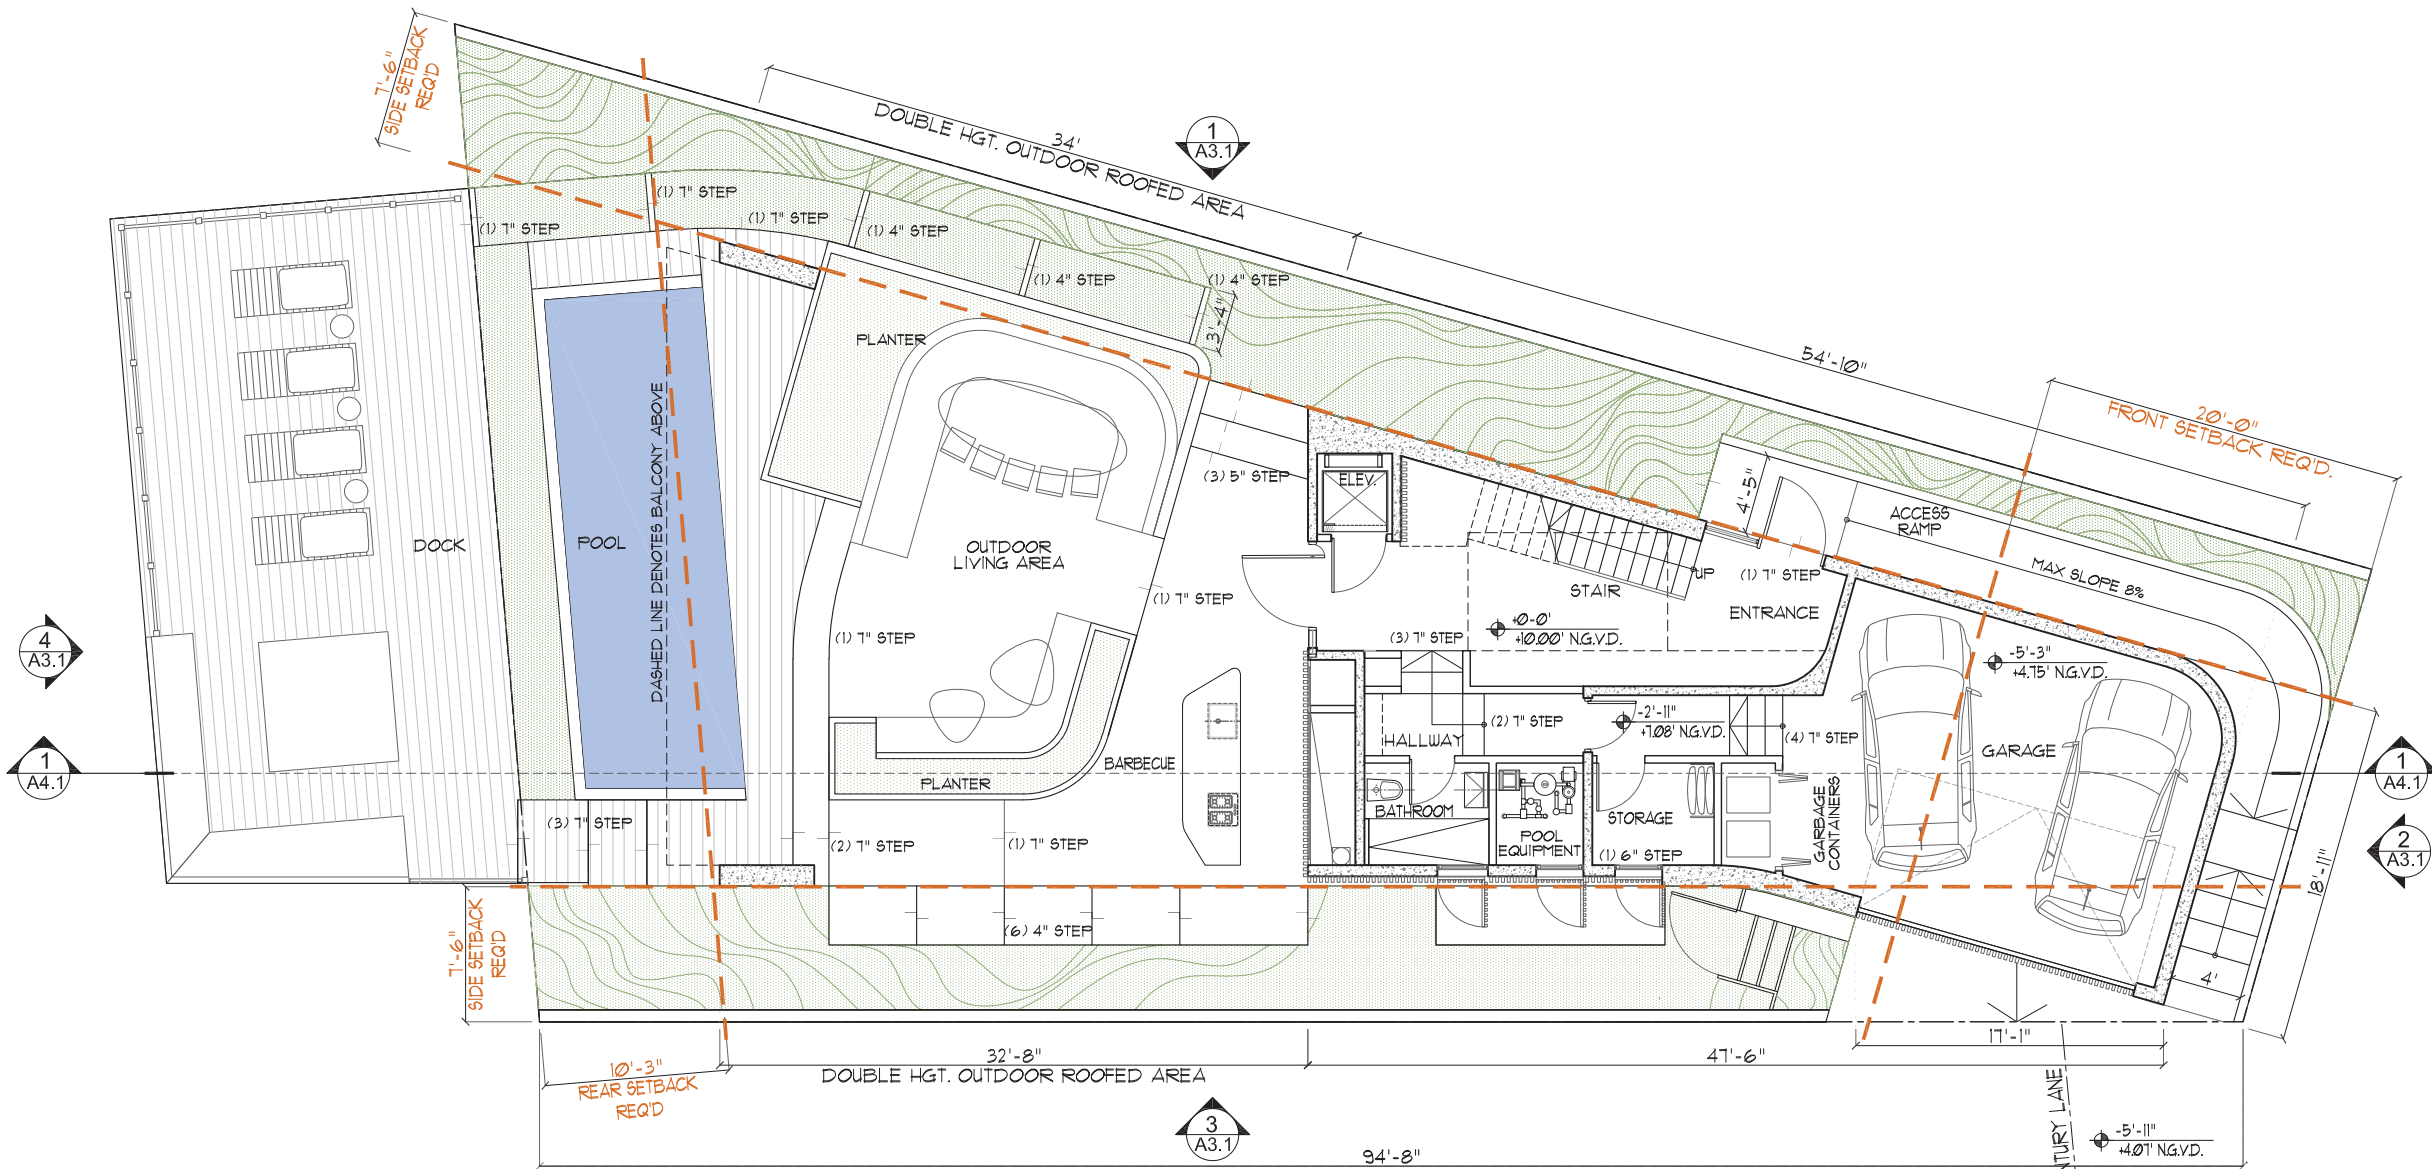 7'-6"
SIDE SETBACK
REQ'D
34'
DOUBLE HGT. OUTDOOR ROOFED AREA
1
A3.1
54'-10"
20'-0"
FRONT SETBACK REQ'D.
(1) 7" STEP
(1) 7" STEP
(1) 7" STEP
(1) 4" STEP
(1) 4" STEP
(1) 4" STEP
3'-4"
PLANTER
DASHED LINE DENOTES BALCONY ABOVE
DOCK
POOL
OUTDOOR
LIVING AREA
(3) 5" STEP
ELEV.
4'-5"
ACCESS
RAMP
MAX SLOPE 8%
UP
STAIR
(1) 7" STEP
ENTRANCE
(1) 7" STEP
(1) 7" STEP
+0-0'
+10.00' N.G.V.D.
(3) 7" STEP
-5'-3"
+4.75' N.G.V.D.
4
A3.1
-2'-11"
+7.08' N.G.V.D.
(2) 7" STEP
(4) 7" STEP
HALLWAY
GARAGE
1
A4.1
BARBECUE
PLANTER
1
A4.1
BATHROOM
POOL
EQUIPMENT
STORAGE
(1) 6" STEP
GARBAGE
CONTAINERS
(3) 7" STEP
(2) 7" STEP
(1) 7" STEP
2
A3.1
18'-11"
7'-6"
SIDE SETBACK
REQ'D
(6) 4" STEP
4'
17'-1"
10'-3"
REAR SETBACK
REQ'D
32'-8"
DOUBLE HGT. OUTDOOR ROOFED AREA
47'-6"
NTURY LANE
3
A3.1
-5'-11"
+4.07' N.G.V.D.
94'-8"